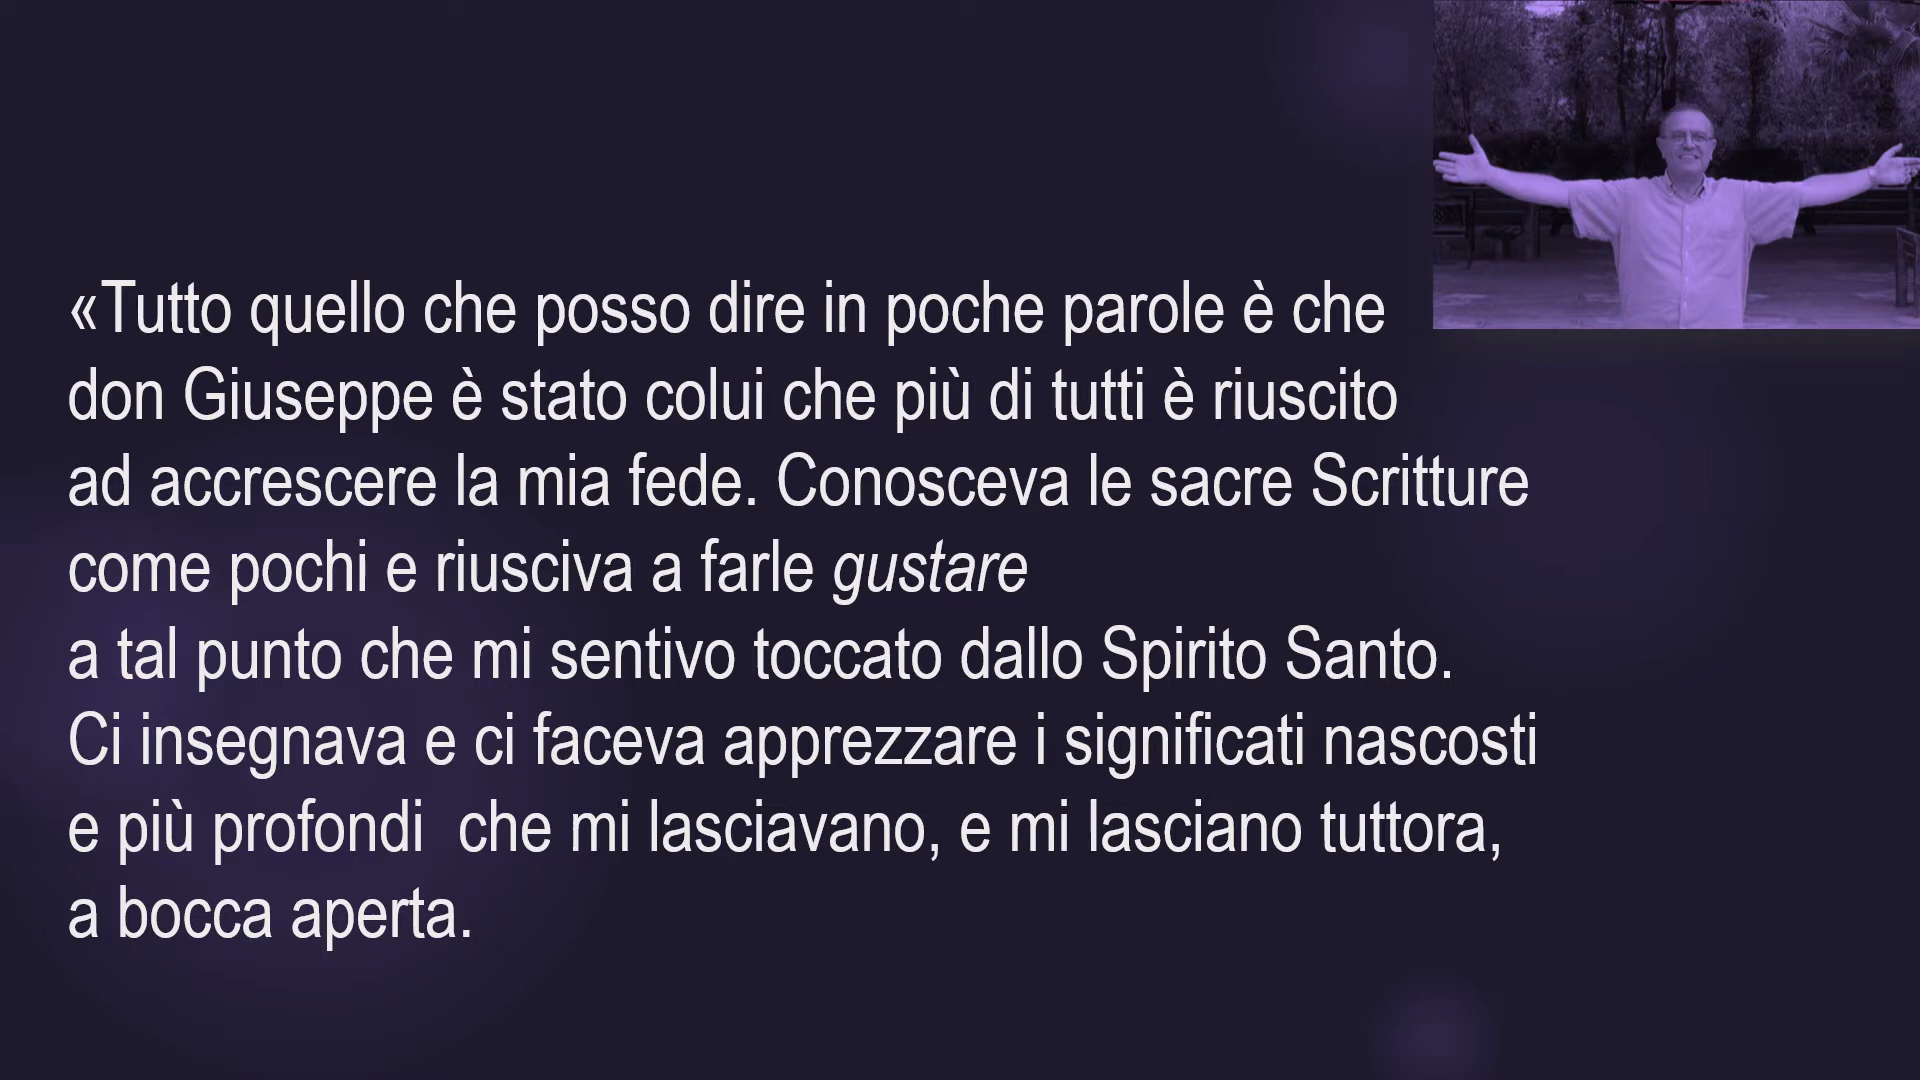 «Tutto quello che posso dire in poche parole è che
don Giuseppe è stato colui che più di tutti è riuscito
ad accrescere la mia fede. Conosceva le sacre Scritture
come pochi e riusciva a farle gustare
a tal punto che mi sentivo toccato dallo Spirito Santo.
Ci insegnava e ci faceva apprezzare i significati nascosti
e più profondi  che mi lasciavano, e mi lasciano tuttora,
a bocca aperta.